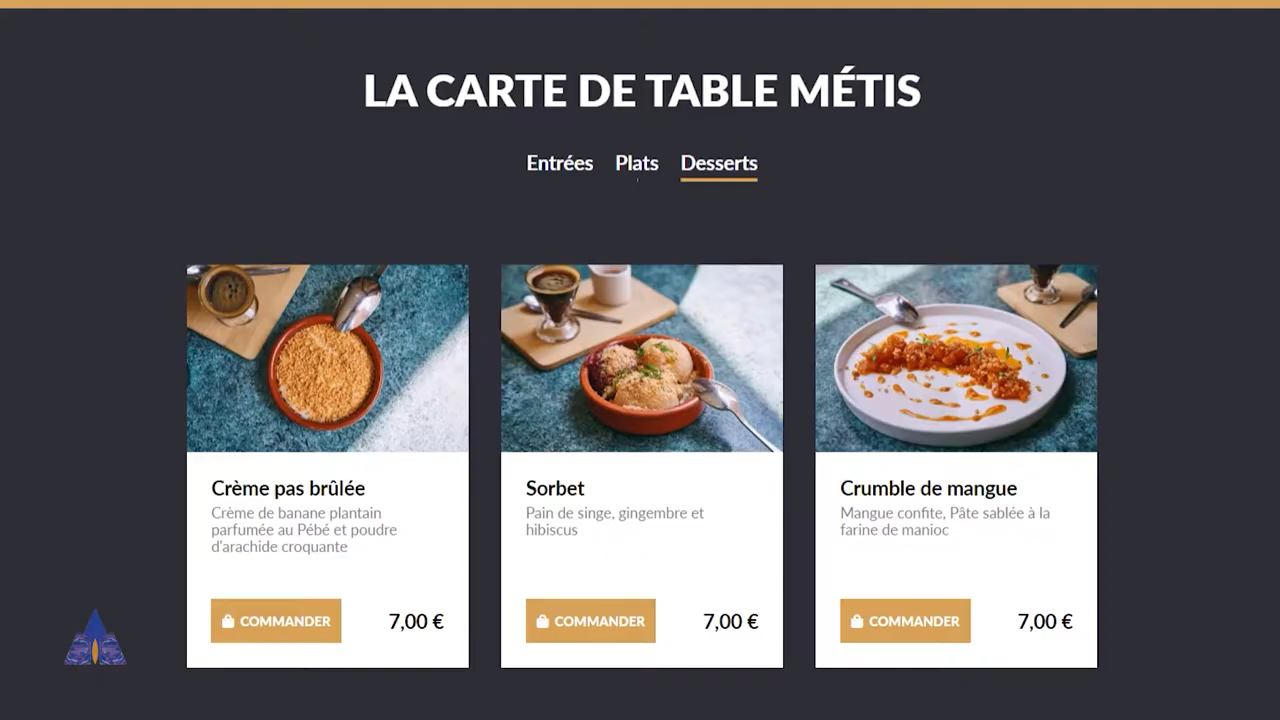 LA CARTE DE TABLE MÉTIS
Entrées Plats Desserts
Crème pas brûlée
Crème de banane plantain
parfumée au Pébé et poudre
d'arachide croquante
COMMANDER 7,00 €
Sorbet
Pain de singe, gingembre et
hibiscus
COMMANDER 7,00 €
Crumble de mangue
Mangue confite, Pâte sablée à la
farine de manioc
COMMANDER 7,00 €